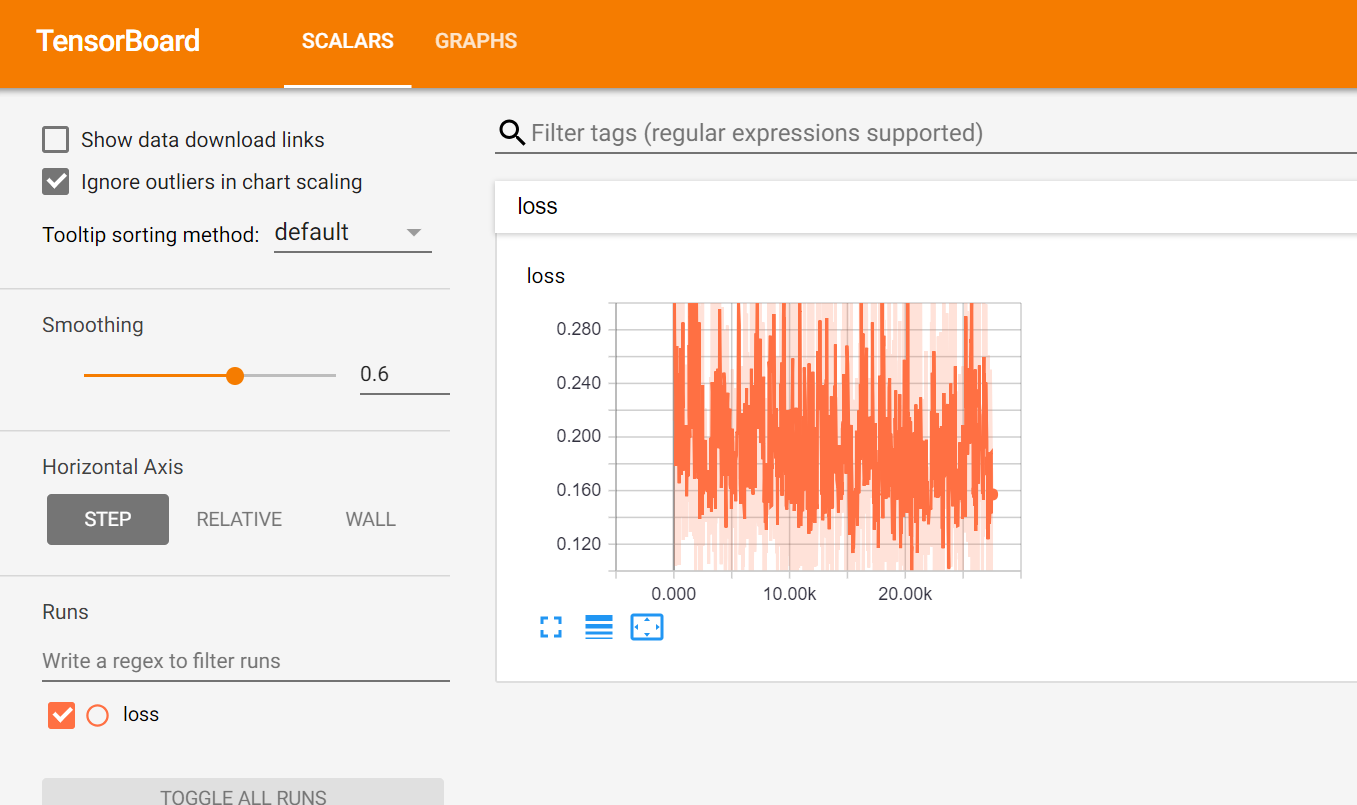 TensorBoard SCALARS GRAPHS
Show data download links
Ignore outliers in chart scaling
Tooltip sorting method: default
Smoothing
0.6
Horizontal Axis
STEP RELATIVE WALL
Runs
Write a regex to filter runs
loss
TOGGLE ALL RUNS
Filter tags (regular expressions supported)
loss
loss
0.280
0.240
0.200
0.160
0.120
0.000 10.00k 20.00k